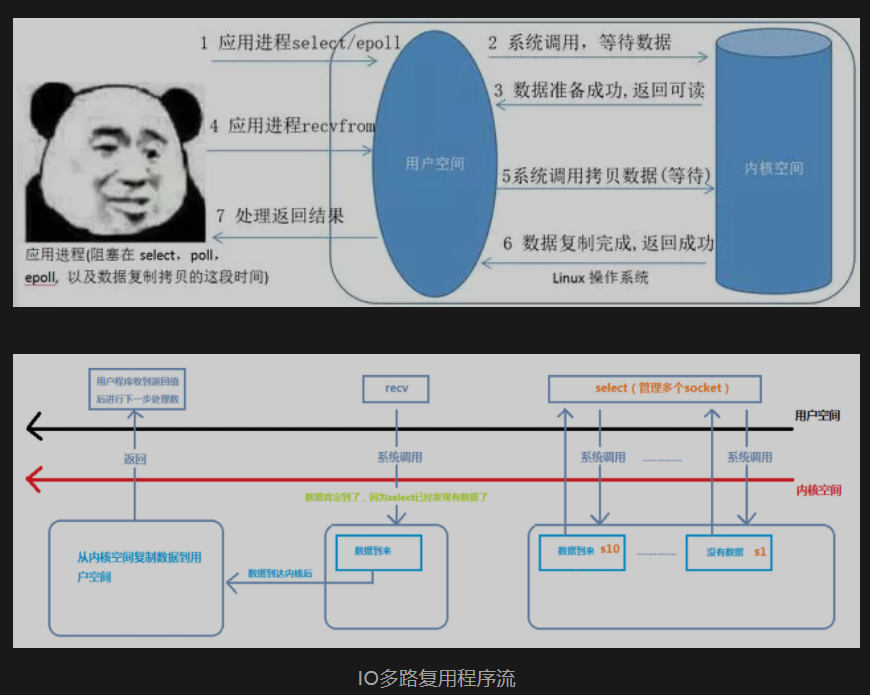 1 应用进程select/epoll
2 系统调用，等待数据
3 数据准备成功,返回可读
4 应用进程recvfrom
用户空间
内核空间
5系统调用拷贝数据(等待)
7 处理返回结果
6 数据复制完成,返回成功
应用进程(阻塞在 select，poll，
epoll, 以及数据复制拷贝的这段时间)
Linux 操作系统
用户程序收到返回值
后进行下一步处理数
recv
select（管理多个socket）
用户空间
返回
系统调用
系统调用
..............
系统调用
内核空间
数据肯定到了，因为select已经发现有数据了
从内核空间复制数据到用
户空间
数据到达内核后
数据到来
数据到来 s10
..............
没有数据 s1
IO多路复用程序流